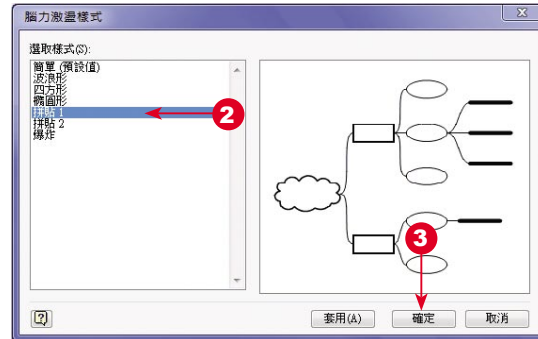 腦力激盪樣式
選取樣式(S):
簡單 (預設值)
波浪形
四方形
橢圓形
拼貼 1
拼貼 2
爆炸
2
3
套用(A)
確定
取消